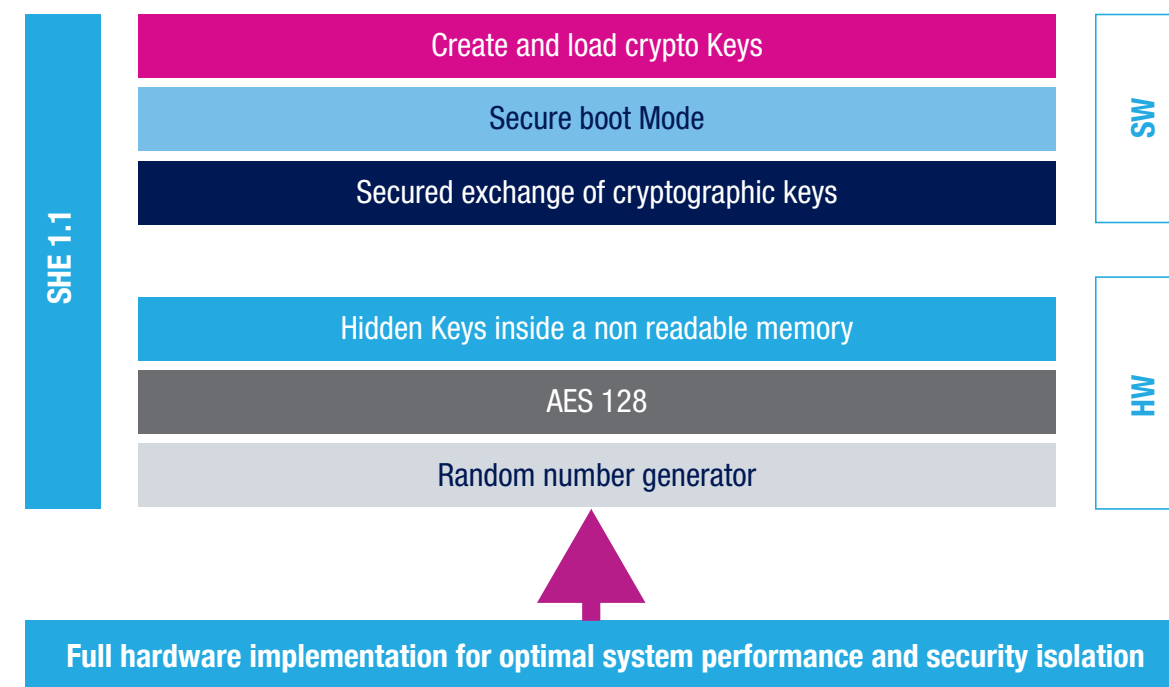 SHE 1.1
Create and load crypto Keys
Secure boot Mode
Secured exchange of cryptographic keys
SW
Hidden Keys inside a non readable memory
AES 128
Random number generator
HW
Full hardware implementation for optimal system performance and security isolation